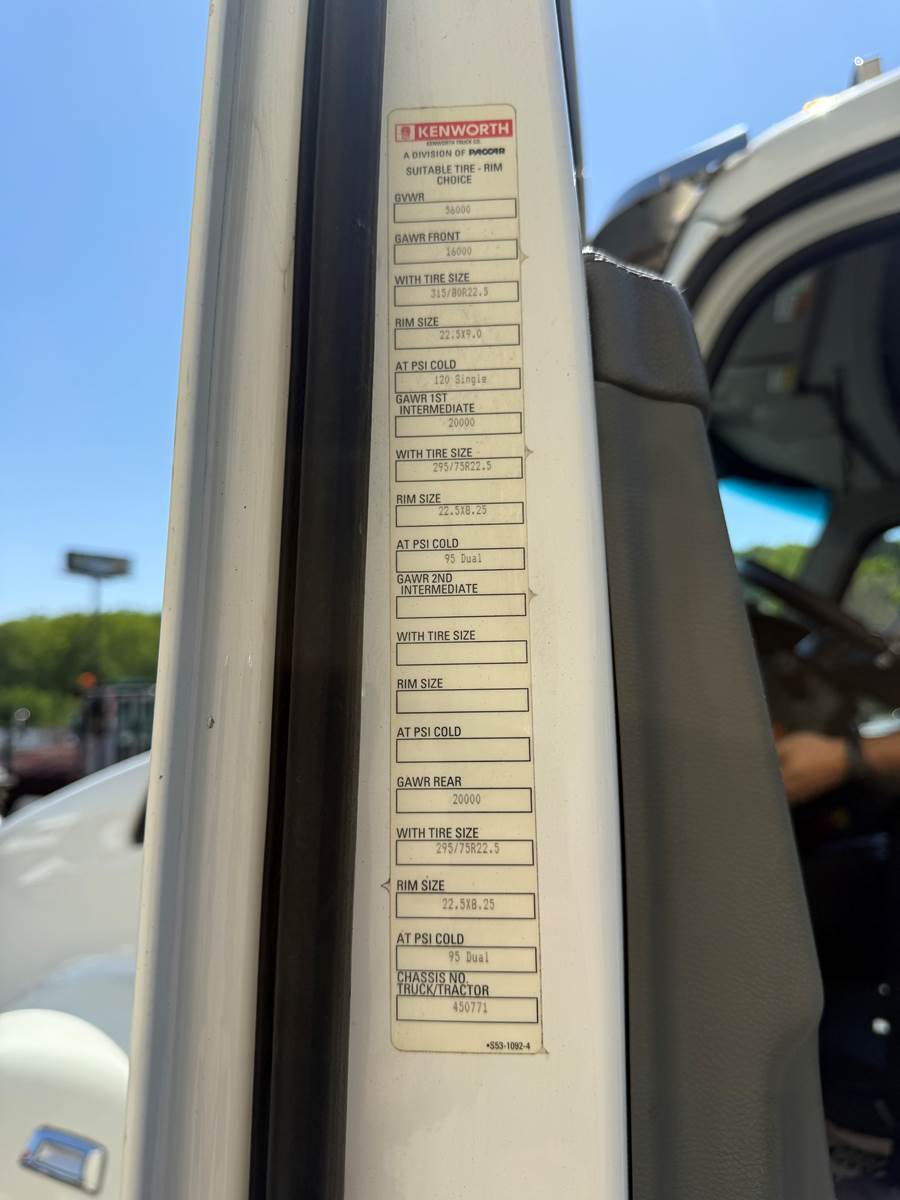 KENWORTH
KENWORTH TRUCK CO.
A DIVISION OF PACCAR
SUITABLE TIRE - RIM
CHOICE
GVWR
56000
GAWR FRONT
16000
WITH TIRE SIZE
315/80R22.5
RIM SIZE
22.5X9.0
AT PSI COLD
120 Single
GAWR 1ST
INTERMEDIATE
20000
WITH TIRE SIZE
295/75R22.5
RIM SIZE
22.5X8.25
AT PSI COLD
95 Dual
GAWR 2ND
INTERMEDIATE
WITH TIRE SIZE
RIM SIZE
AT PSI COLD
GAWR REAR
20000
WITH TIRE SIZE
295/75R22.5
RIM SIZE
22.5X8.25
AT PSI COLD
95 Dual
CHASSIS NO.
TRUCK/TRACTOR
450771
•S53-1092-4